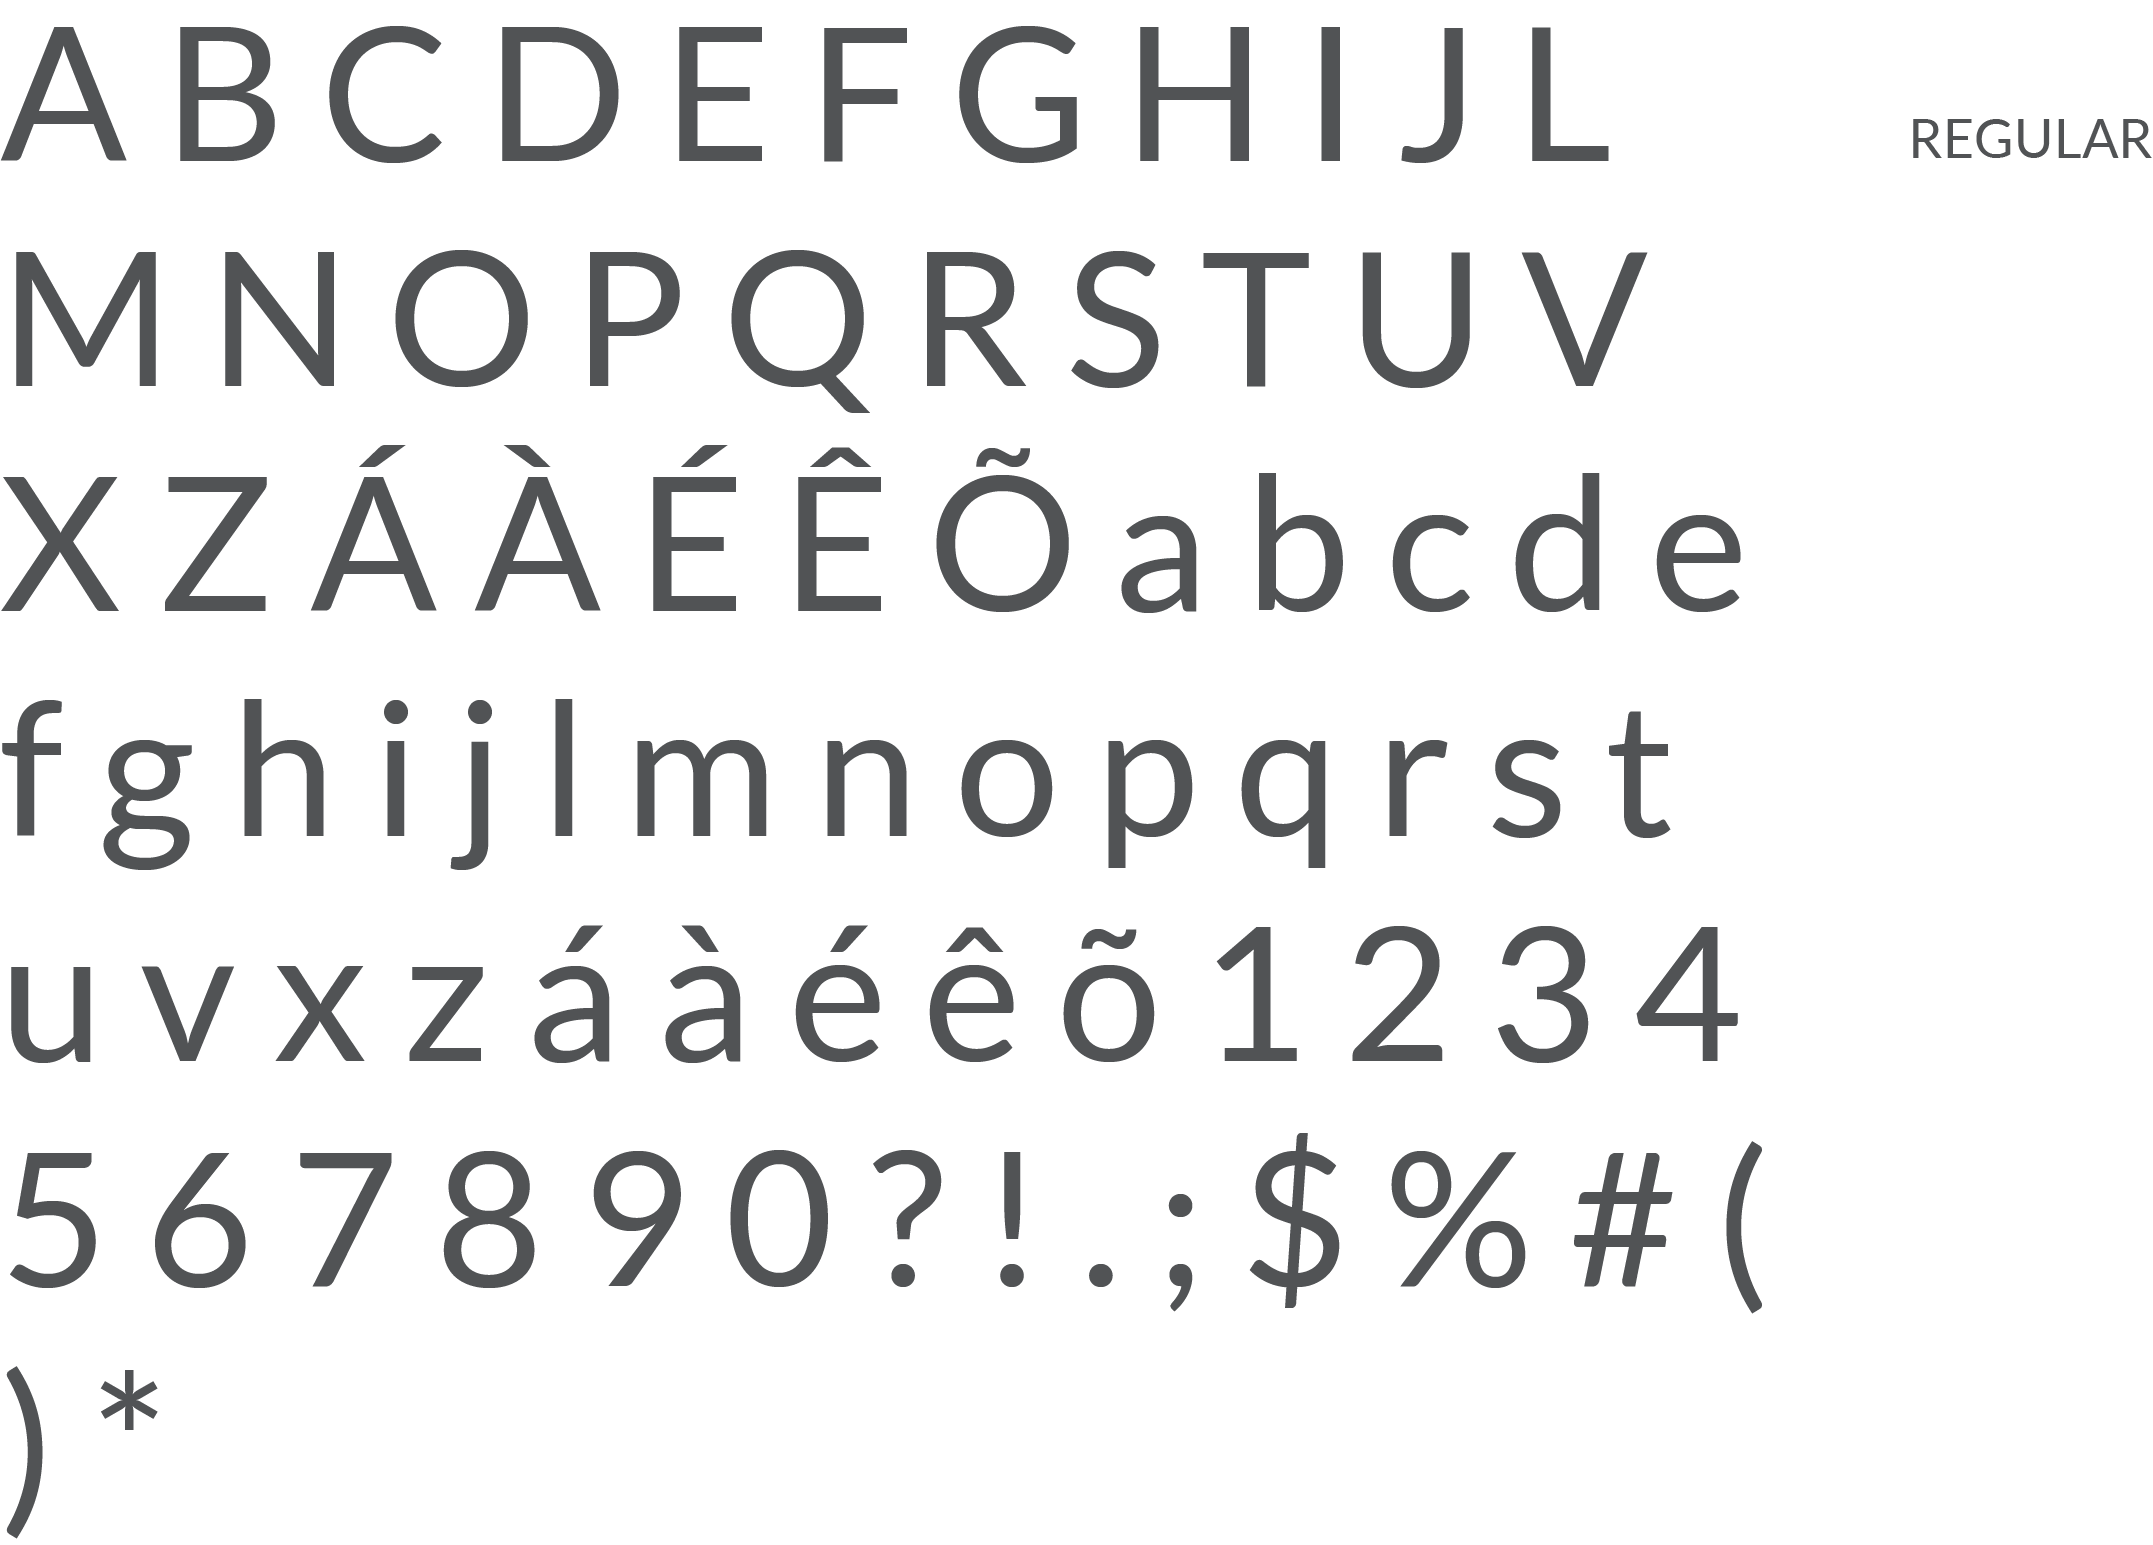 A B C D E F G H I J L
REGULAR
M N O P Q R S T U V
X Z Á À É Ê Õ a b c d e
f g h i j l m n o p q r s t
u v x z á à é ê õ 1 2 3 4
5 6 7 8 9 0 ? ! . ; $ % # (
) *